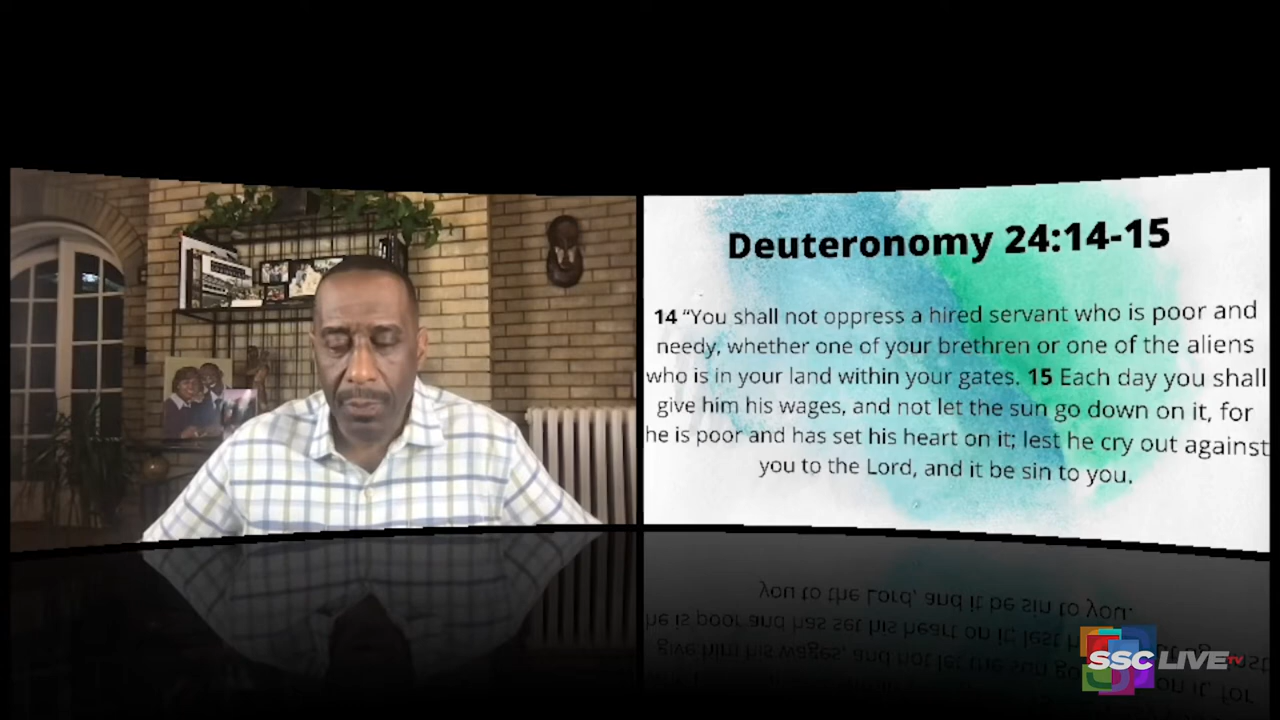 Deuteronomy 24:14-15
14 “You shall not oppress a hired servant who is poor and
needy, whether one of your brethren or one of the aliens
who is in your land within your gates. 15 Each day you shall
give him his wages, and not let the sun go down on it, for
he is poor and has set his heart on it; lest he cry out against
you to the Lord, and it be sin to you.
SSC LIVE TV